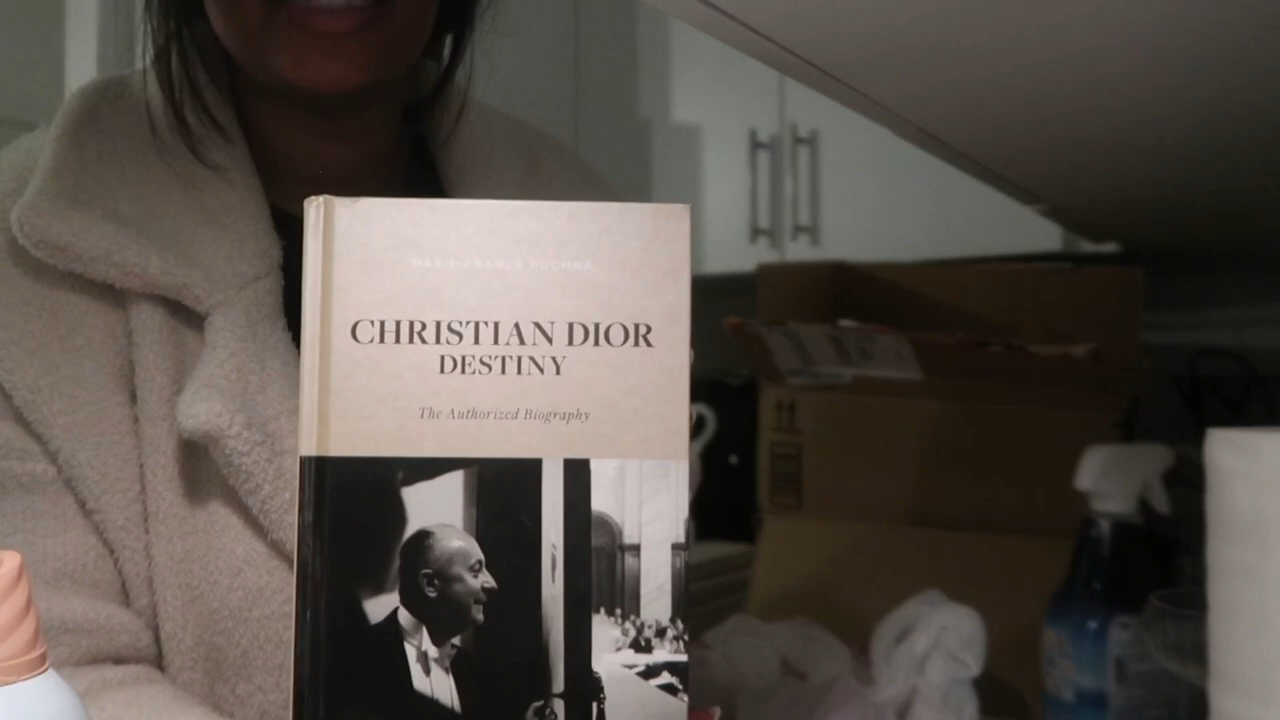 MARIE-FRANCE POCHNA
CHRISTIAN DIOR
DESTINY
The Authorized Biography